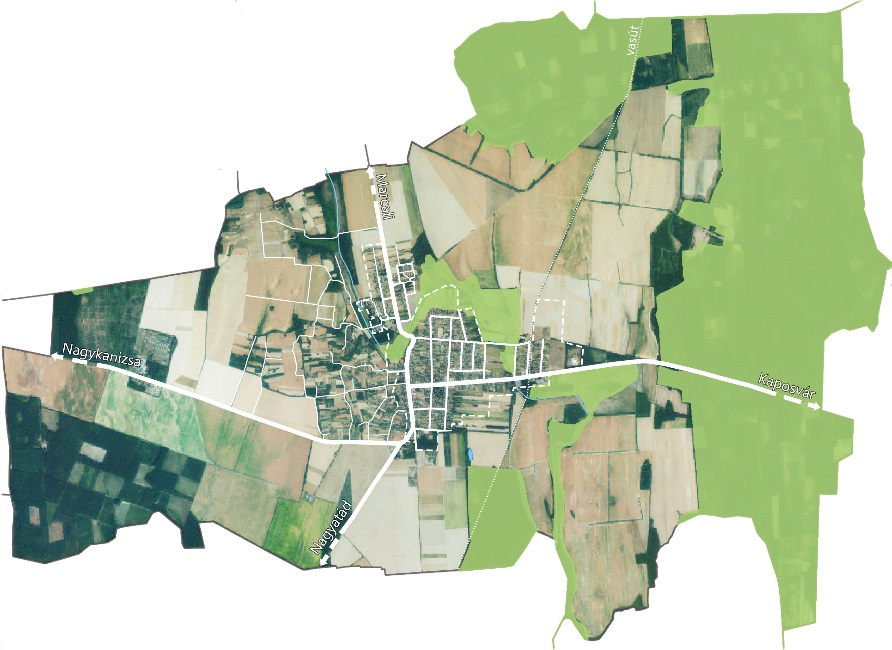 vasút
Marcali
Nagykanizsa
Kaposvár
Nagyatád